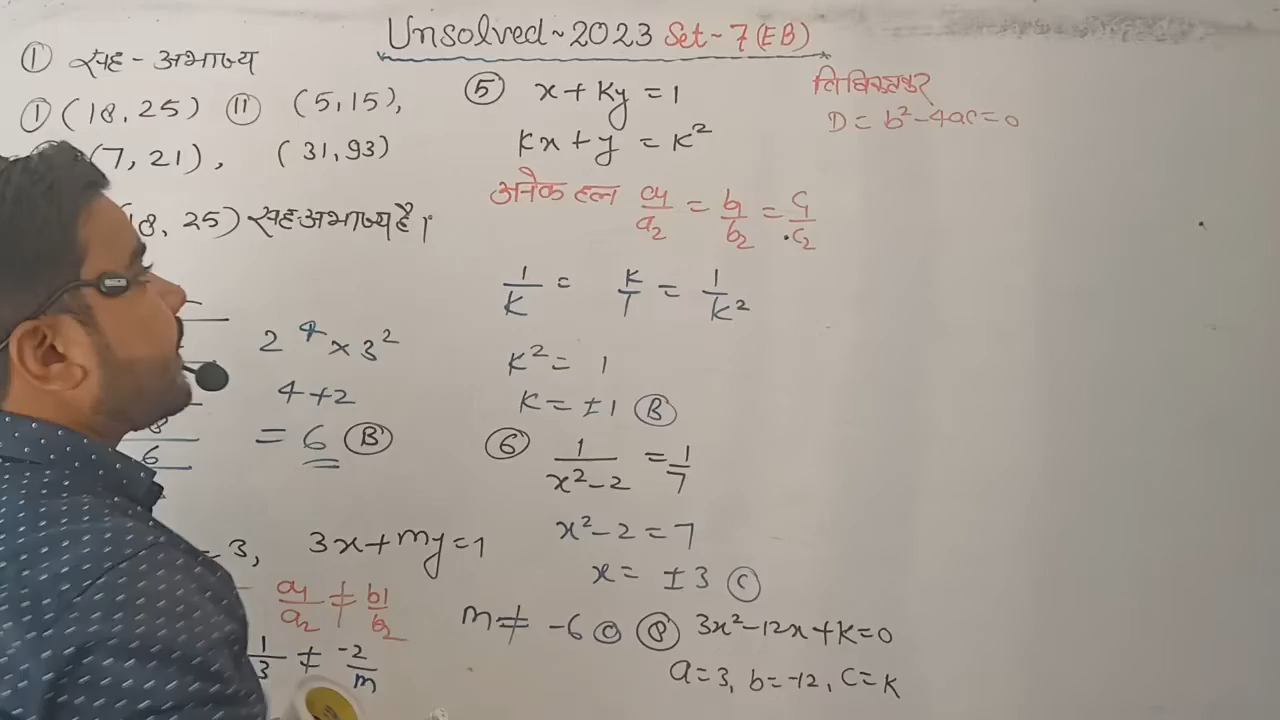 Unsolved~2023 Set~7(EB)
① सह-अभाज्य
① (18, 25) ⑪ (5, 15),
(7, 21), (31, 93)
18, 25) सह अभाज्य है।
2⁴ × 3²
4+2
= 6 Ⓑ
6
= 3, 3x+my=1
a1/a2 ≠ b1/b2
1/3 ≠ -2/m
⑤ x+Ky=1
Kx+y = K²
अनेक हल a1/a2 = b1/b2 = c1/c2
1/K = K/1 = 1/K²
K² = 1
K = ±1 Ⓑ
⑥ 1/(x²-2) = 1/7
x²-2 = 7
x = ±3 Ⓒ
m ≠ -6 Ⓒ
3x²-12x+K=0
a=3, b=-12, C=K
D = b²-4ac=0